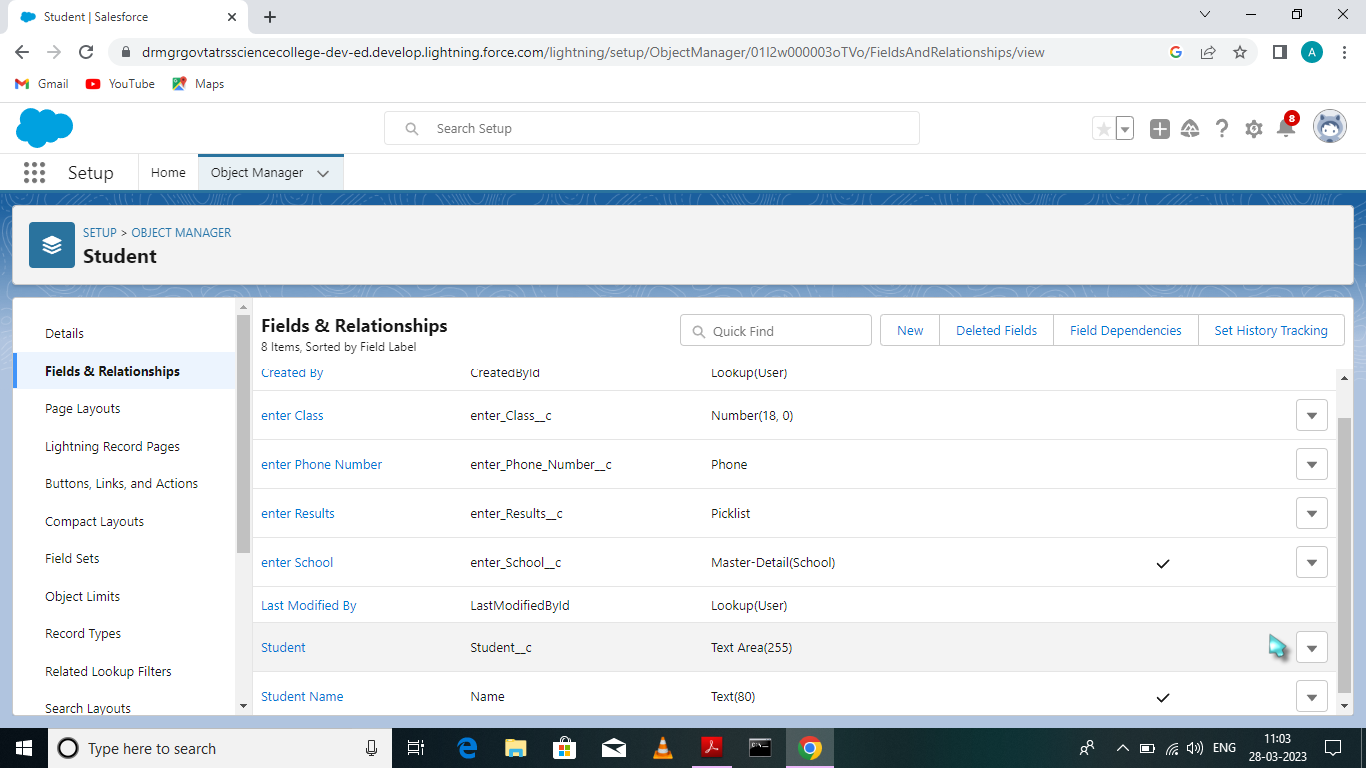 Student | Salesforce
drmgrgovtatrssciencecollege-dev-ed.develop.lightning.force.com/lightning/setup/ObjectManager/01I2w000003oTVo/FieldsAndRelationships/view
A
Gmail YouTube Maps
Search Setup
8
Setup Home Object Manager
SETUP > OBJECT MANAGER
Student
Details
Fields & Relationships
Page Layouts
Lightning Record Pages
Buttons, Links, and Actions
Compact Layouts
Field Sets
Object Limits
Record Types
Related Lookup Filters
Search Layouts
Fields & Relationships
8 Items, Sorted by Field Label
Quick Find
New Deleted Fields Field Dependencies Set History Tracking
Created By CreatedById Lookup(User)
enter Class enter_Class__c Number(18, 0)
enter Phone Number enter_Phone_Number__c Phone
enter Results enter_Results__c Picklist
enter School enter_School__c Master-Detail(School)
Last Modified By LastModifiedById Lookup(User)
Student Student__c Text Area(255)
Student Name Name Text(80)
Type here to search
ENG
11:03
28-03-2023